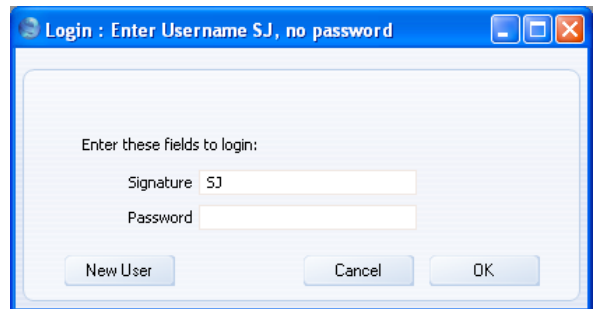 Login : Enter Username SJ, no password
Enter these fields to login:
Signature SJ
Password
New User Cancel OK